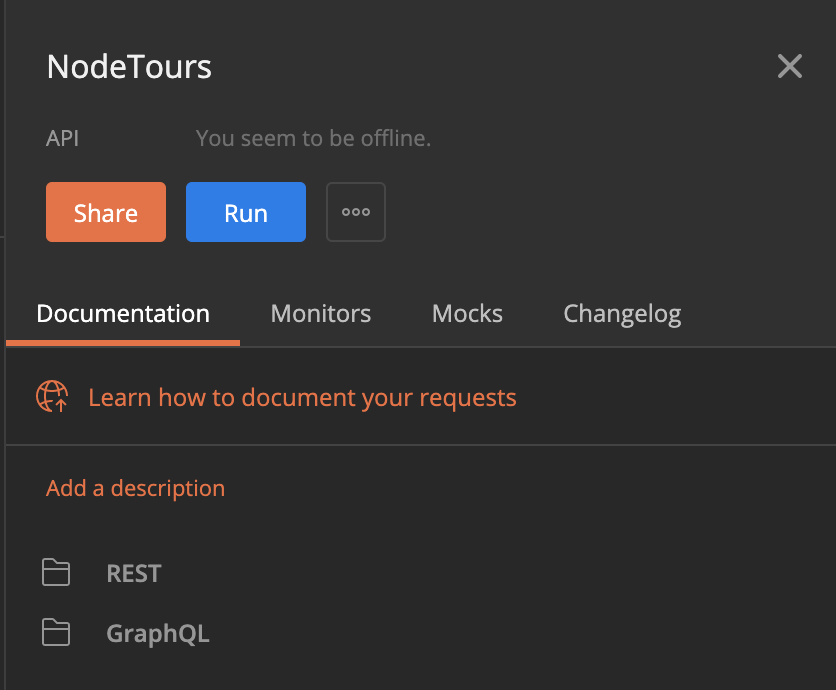 NodeTours
API You seem to be offline.
Share Run
Documentation Monitors Mocks Changelog
Learn how to document your requests
Add a description
REST
GraphQL